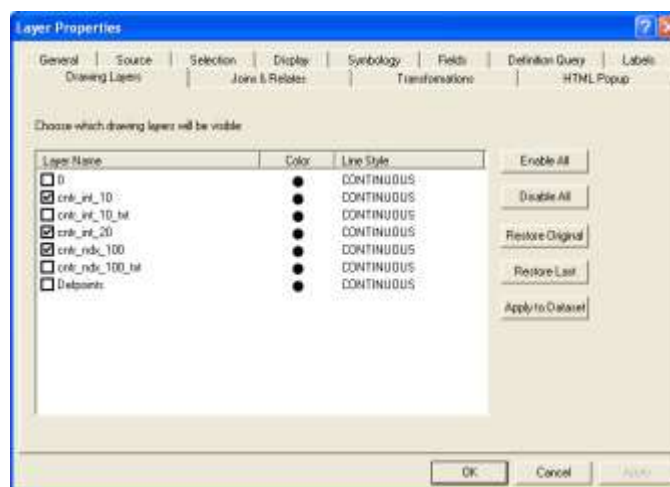 Layer Properties
General Source Selection Display Symbology Fields Definition Query Labels
Drawing Layers Joins & Relates Transformations HTML Popup
Choose which drawing layers will be visible
Layer Name Color Line Style
0 CONTINUOUS
cntr_int_10 CONTINUOUS
cntr_int_10_txt CONTINUOUS
cntr_int_20 CONTINUOUS
cntr_ndx_100 CONTINUOUS
cntr_ndx_100_txt CONTINUOUS
Delpoints CONTINUOUS
Enable All
Disable All
Restore Original
Restore Last
Apply to Dataset
OK Cancel Apply